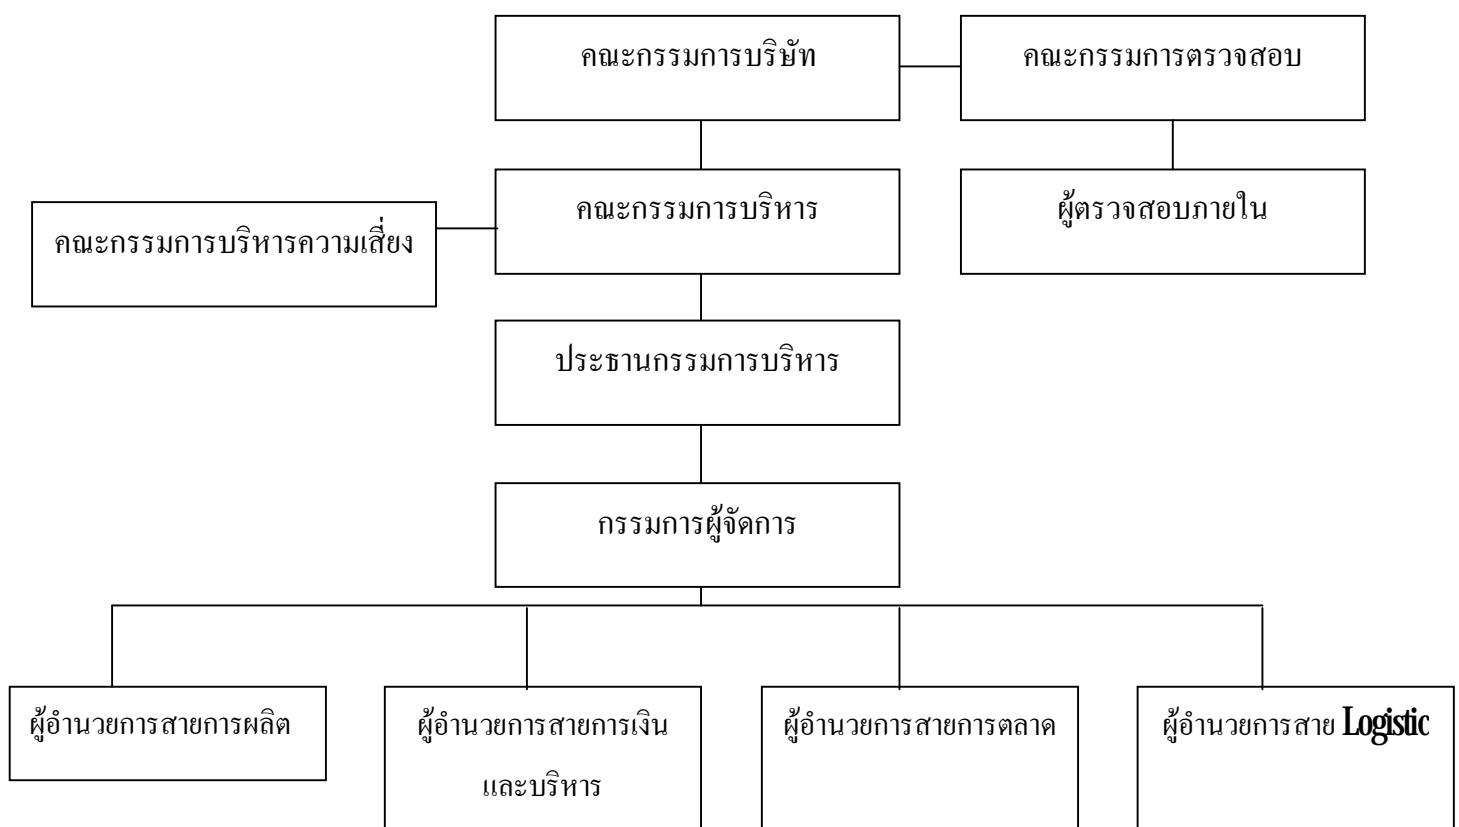 คณะกรรมการบริษัท
คณะกรรมการตรวจสอบ
คณะกรรมการบริหาร
ผู้ตรวจสอบภายใน
คณะกรรมการบริหารความเสี่ยง
ประธานกรรมการบริหาร
กรรมการผู้จัดการ
ผู้อำนวยการสายการผลิต
ผู้อำนวยการสายการเงิน
และบริหาร
ผู้อำนวยการสายการตลาด
ผู้อำนวยการสาย Logistic